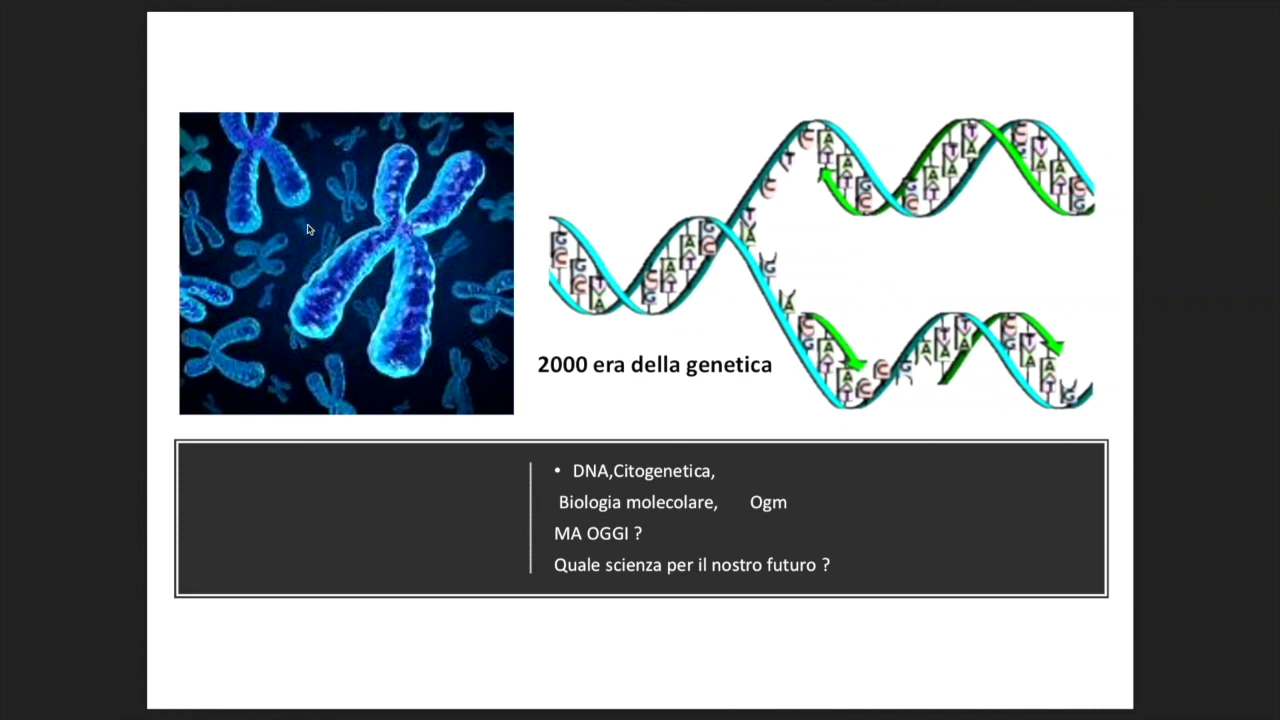 2000 era della genetica
• DNA,Citogenetica,
Biologia molecolare, Ogm
MA OGGI ?
Quale scienza per il nostro futuro ?